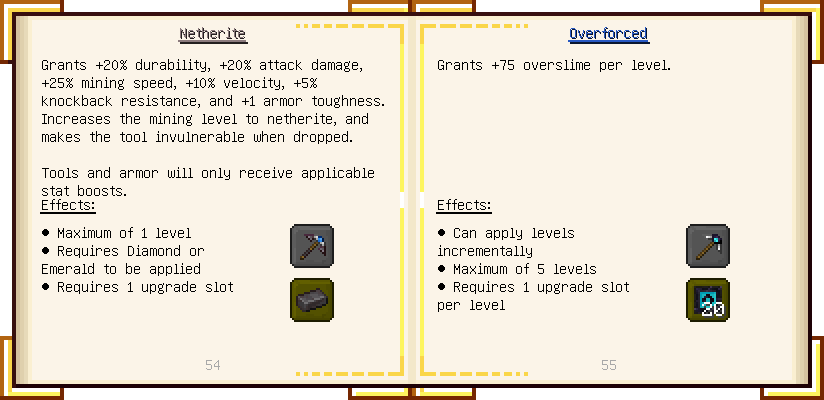 Netherite
Grants +20% durability, +20% attack damage,
+25% mining speed, +10% velocity, +5%
knockback resistance, and +1 armor toughness.
Increases the mining level to netherite, and
makes the tool invulnerable when dropped.
Tools and armor will only receive applicable
stat boosts.
Effects:
● Maximum of 1 level
● Requires Diamond or
Emerald to be applied
● Requires 1 upgrade slot
54
Overforced
Grants +75 overslime per level.
Effects:
● Can apply levels
incrementally
● Maximum of 5 levels
● Requires 1 upgrade slot
per level
20
55